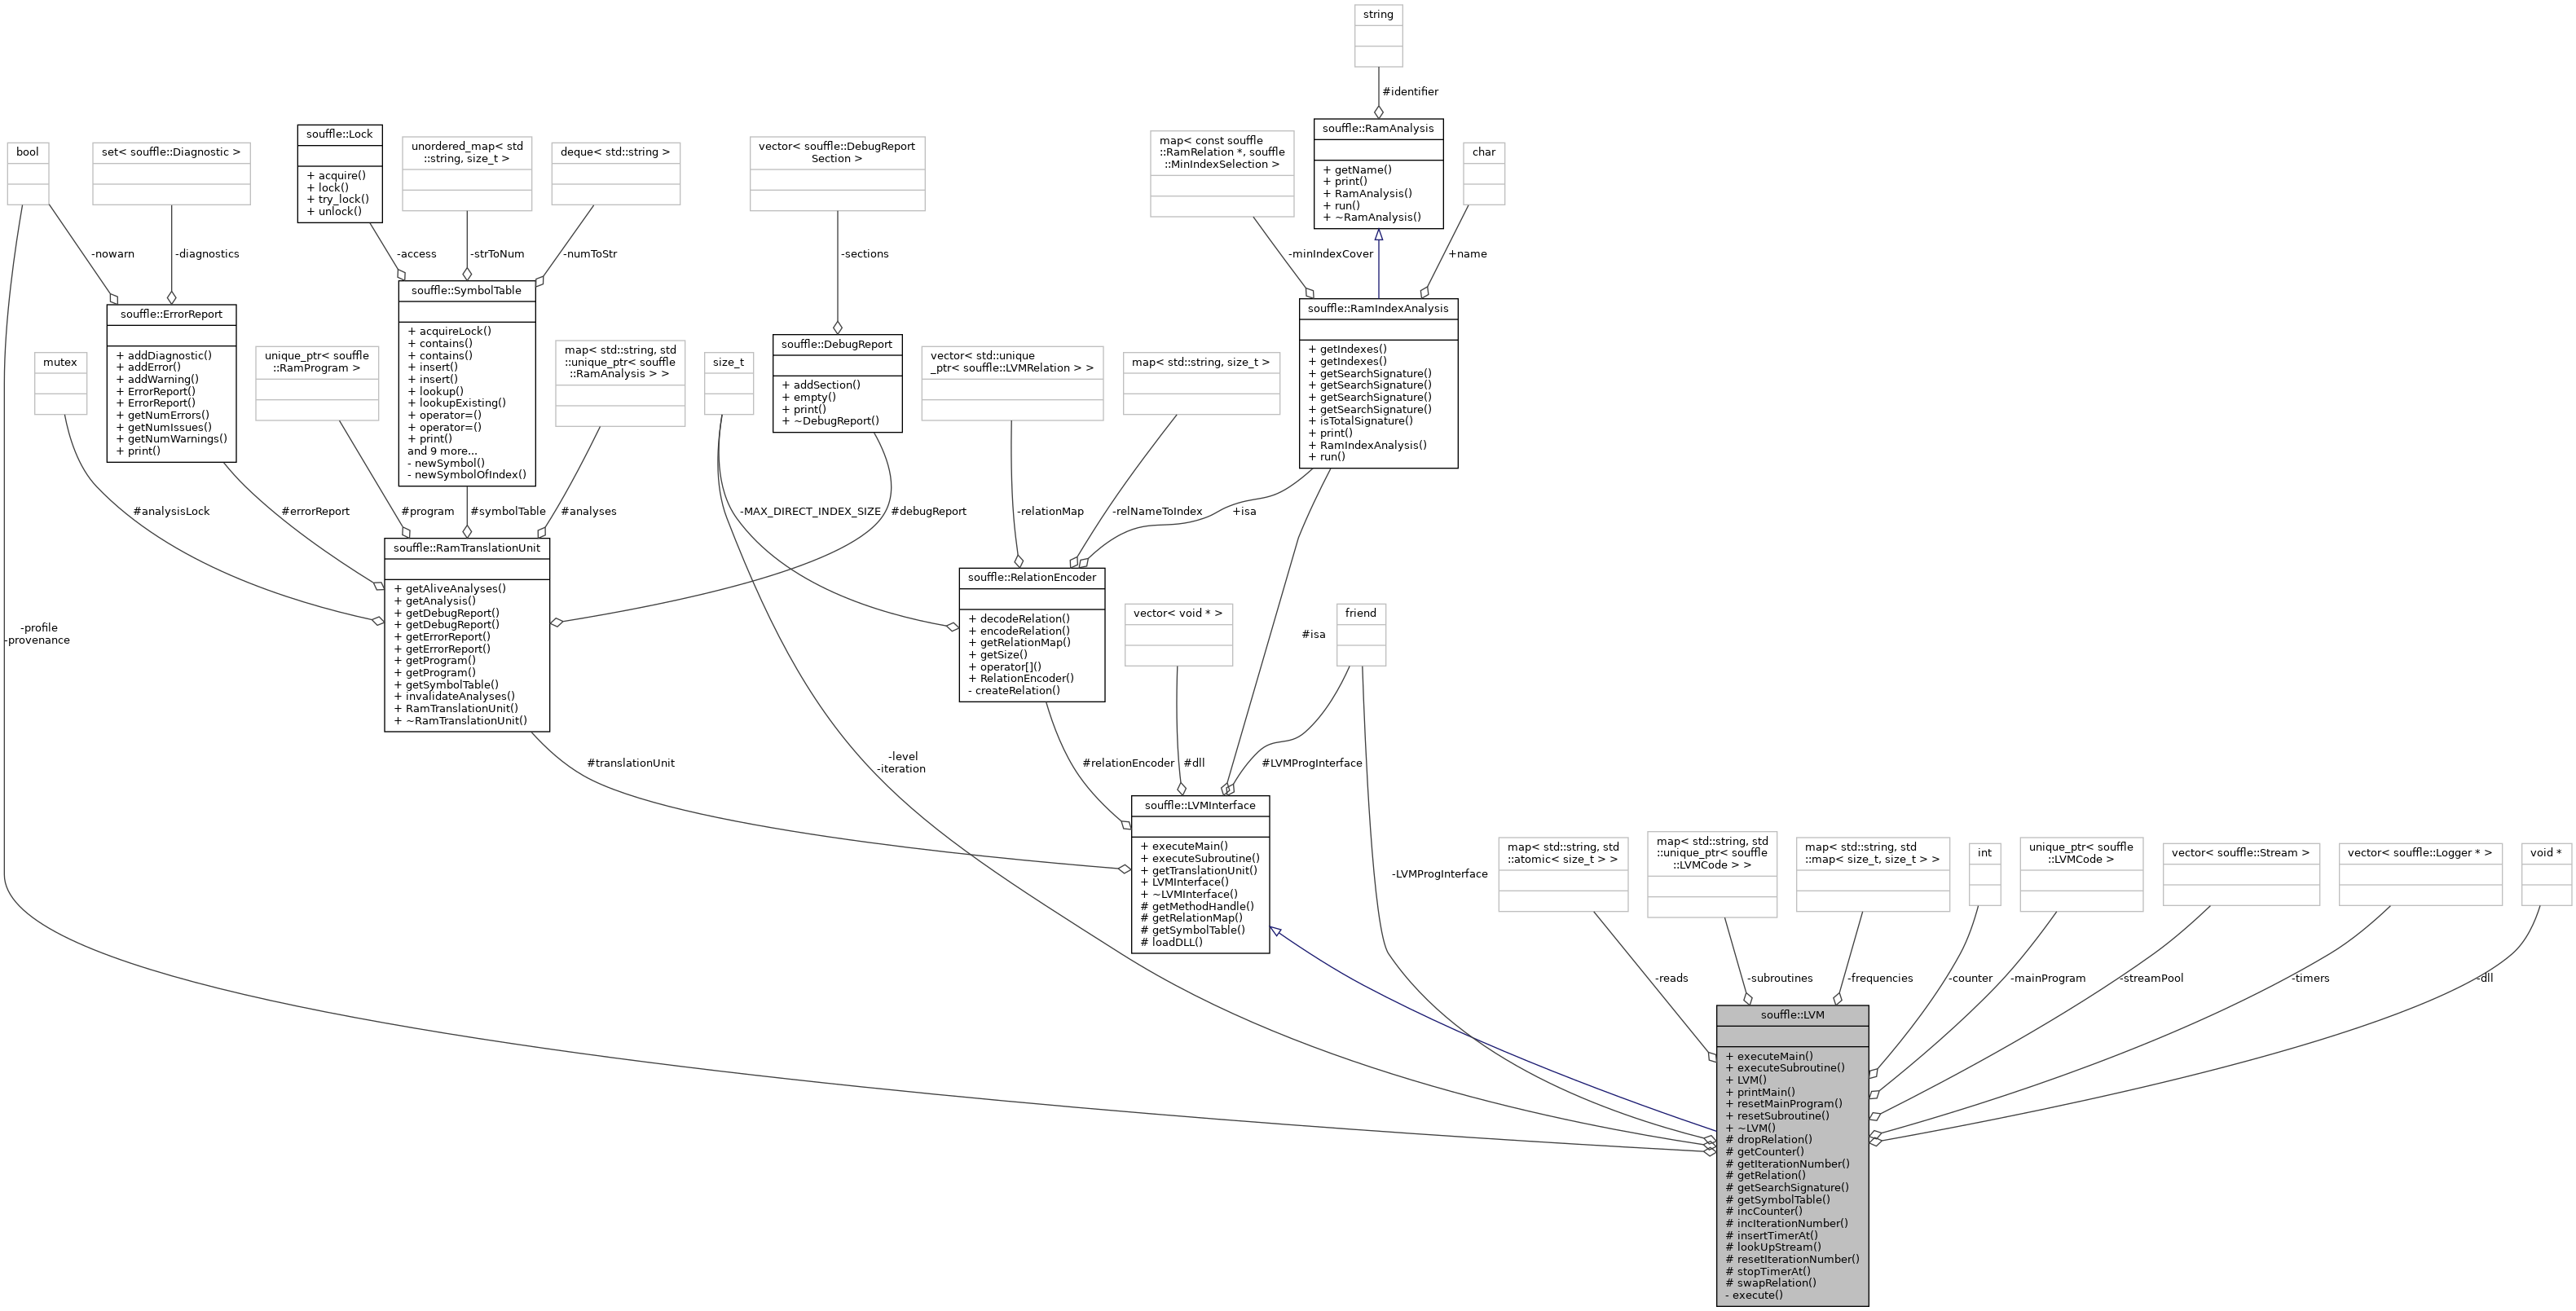 string
#identifier
souffle::RamAnalysis
+ getName()
+ print()
+ RamAnalysis()
+ run()
+ ~RamAnalysis()
map< const souffle
::RamRelation *, souffle
::MinIndexSelection >
char
-minIndexCover
+name
souffle::RamIndexAnalysis
+ getIndexes()
+ getIndexes()
+ getSearchSignature()
+ getSearchSignature()
+ getSearchSignature()
+ getSearchSignature()
+ isTotalSignature()
+ print()
+ RamIndexAnalysis()
+ run()
bool
set< souffle::Diagnostic >
-nowarn
-diagnostics
souffle::Lock
+ acquire()
+ lock()
+ try_lock()
+ unlock()
unordered_map< std
::string, size_t >
deque< std::string >
-access
-strToNum
-numToStr
vector< souffle::DebugReport
Section >
-sections
souffle::ErrorReport
+ addDiagnostic()
+ addError()
+ addWarning()
+ ErrorReport()
+ ErrorReport()
+ getNumErrors()
+ getNumIssues()
+ getNumWarnings()
+ print()
souffle::SymbolTable
+ acquireLock()
+ contains()
+ contains()
+ insert()
+ insert()
+ lookup()
+ lookupExisting()
+ operator=()
+ operator=()
+ print()
and 9 more...
- newSymbol()
- newSymbolOfIndex()
mutex
unique_ptr< souffle
::RamProgram >
map< std::string, std
::unique_ptr< souffle
::RamAnalysis > >
size_t
souffle::DebugReport
+ addSection()
+ empty()
+ print()
+ ~DebugReport()
vector< std::unique
_ptr< souffle::LVMRelation > >
map< std::string, size_t >
#analysisLock
#errorReport
#program
#symbolTable
#analyses
-MAX_DIRECT_INDEX_SIZE
#debugReport
-relationMap
-relNameToIndex
+isa
souffle::RamTranslationUnit
+ getAliveAnalyses()
+ getAnalysis()
+ getDebugReport()
+ getDebugReport()
+ getErrorReport()
+ getErrorReport()
+ getProgram()
+ getProgram()
+ getSymbolTable()
+ invalidateAnalyses()
+ RamTranslationUnit()
+ ~RamTranslationUnit()
souffle::RelationEncoder
+ decodeRelation()
+ encodeRelation()
+ getRelationMap()
+ getSize()
+ operator[]()
+ RelationEncoder()
- createRelation()
vector< void * >
friend
#isa
-profile
-provenance
#translationUnit
-level
-iteration
#relationEncoder
#dll
#LVMProgInterface
souffle::LVMInterface
+ executeMain()
+ executeSubroutine()
+ getTranslationUnit()
+ LVMInterface()
+ ~LVMInterface()
# getMethodHandle()
# getRelationMap()
# getSymbolTable()
# loadDLL()
-LVMProgInterface
map< std::string, std
::atomic< size_t > >
map< std::string, std
::unique_ptr< souffle
::LVMCode > >
map< std::string, std
::map< size_t, size_t > >
int
unique_ptr< souffle
::LVMCode >
vector< souffle::Stream >
vector< souffle::Logger * >
void *
-reads
-subroutines
-frequencies
-counter
-mainProgram
-streamPool
-timers
-dll
souffle::LVM
+ executeMain()
+ executeSubroutine()
+ LVM()
+ printMain()
+ resetMainProgram()
+ resetSubroutine()
+ ~LVM()
# dropRelation()
# getCounter()
# getIterationNumber()
# getRelation()
# getSearchSignature()
# getSymbolTable()
# incCounter()
# incIterationNumber()
# insertTimerAt()
# lookUpStream()
# resetIterationNumber()
# stopTimerAt()
# swapRelation()
- execute()